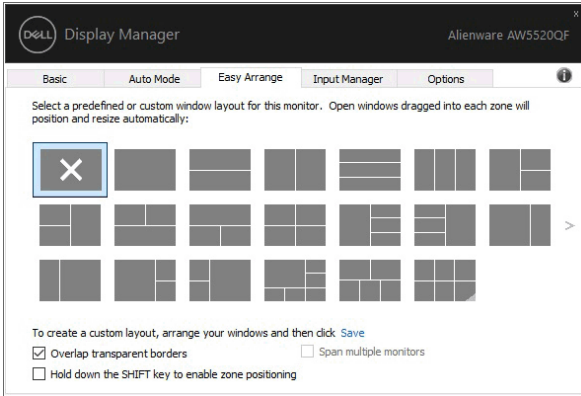 DELL Display Manager
Alienware AW5520QF
Basic Auto Mode Easy Arrange Input Manager Options
Select a predefined or custom window layout for this monitor. Open windows dragged into each zone will
position and resize automatically:
To create a custom layout, arrange your windows and then click Save
Overlap transparent borders
Span multiple monitors
Hold down the SHIFT key to enable zone positioning